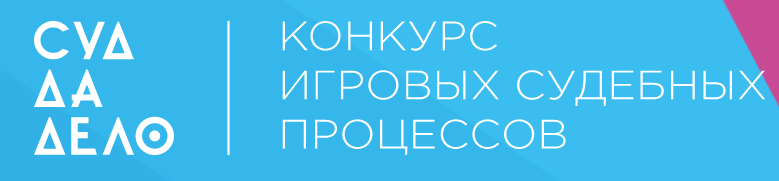 СУД
ДА
ДЕЛО
КОНКУРС
ИГРОВЫХ СУДЕБНЫХ
ПРОЦЕССОВ